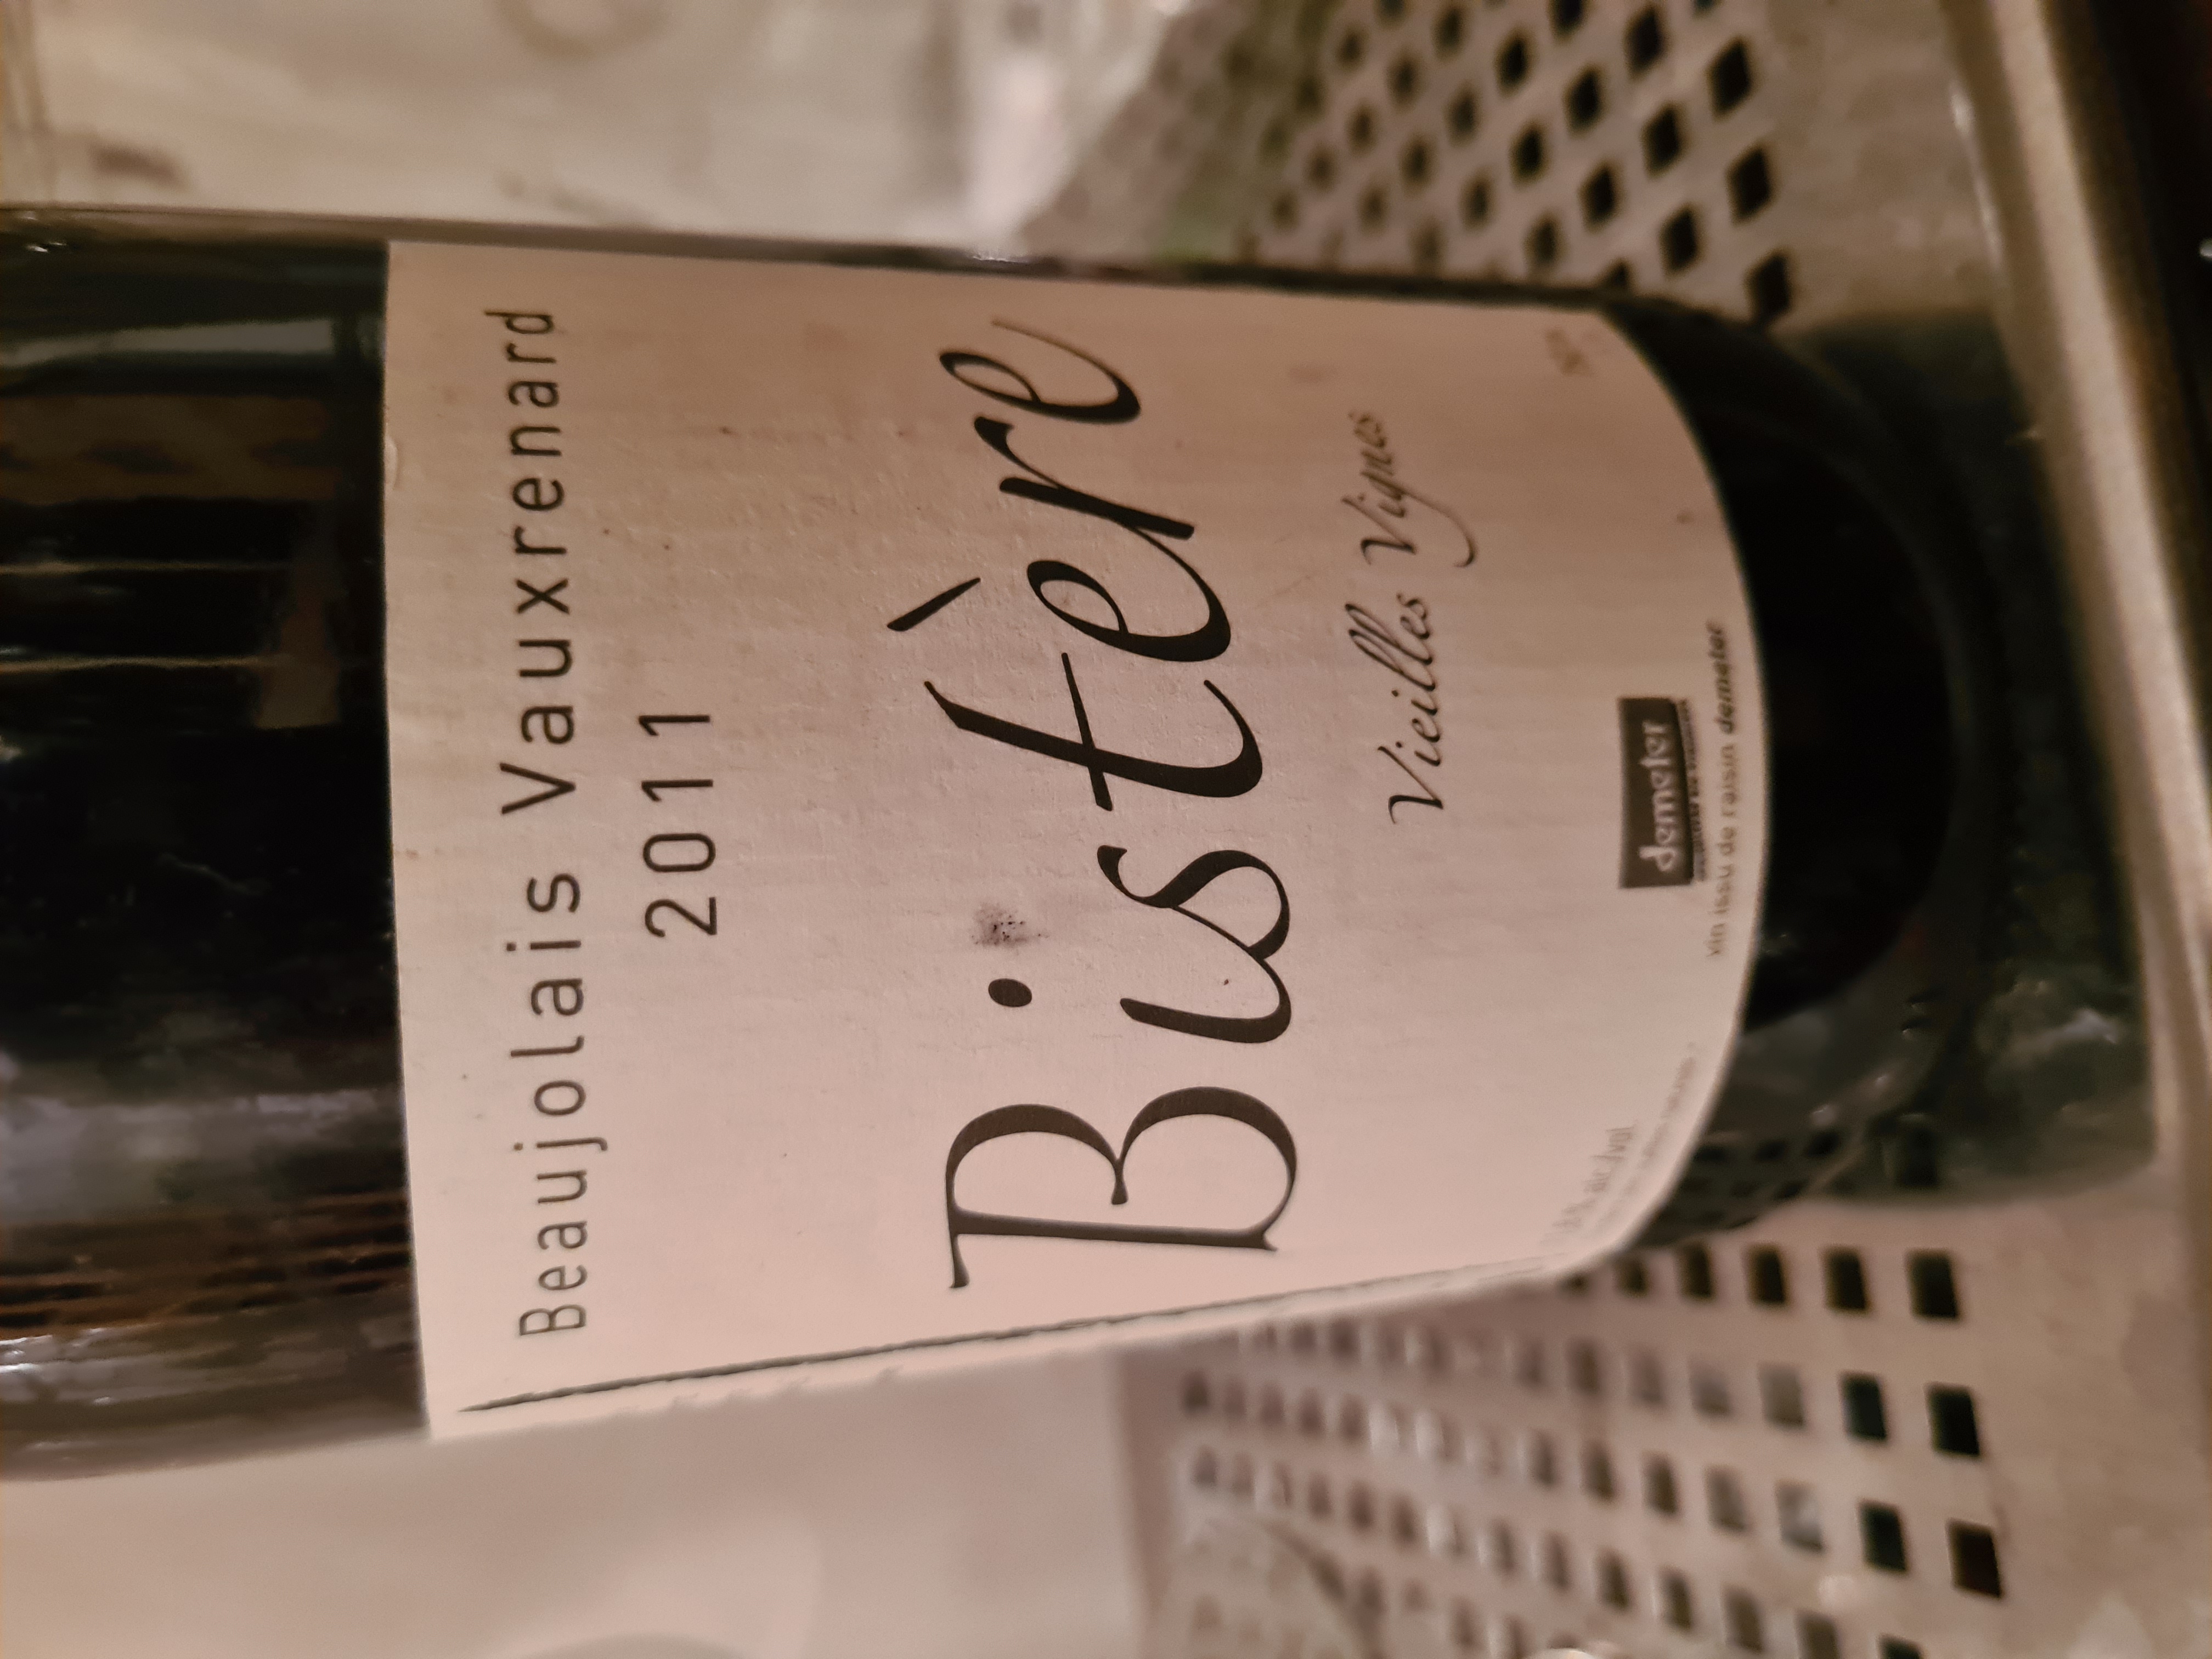 Beaujolais Vauxrenard
2011
Bistère
Vieilles Vignes
demeter
vin issu de raisin demeter